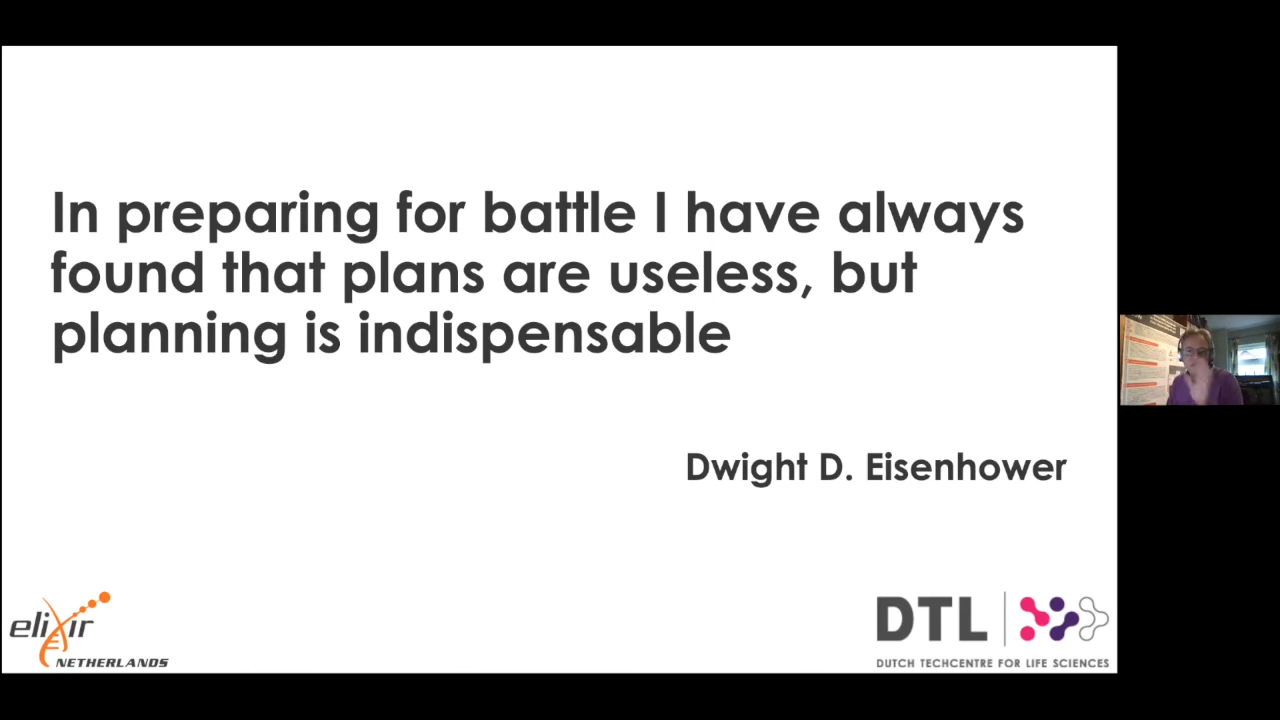 In preparing for battle I have always
found that plans are useless, but
planning is indispensable
Dwight D. Eisenhower
elixir
NETHERLANDS
DTL
DUTCH TECHCENTRE FOR LIFE SCIENCES